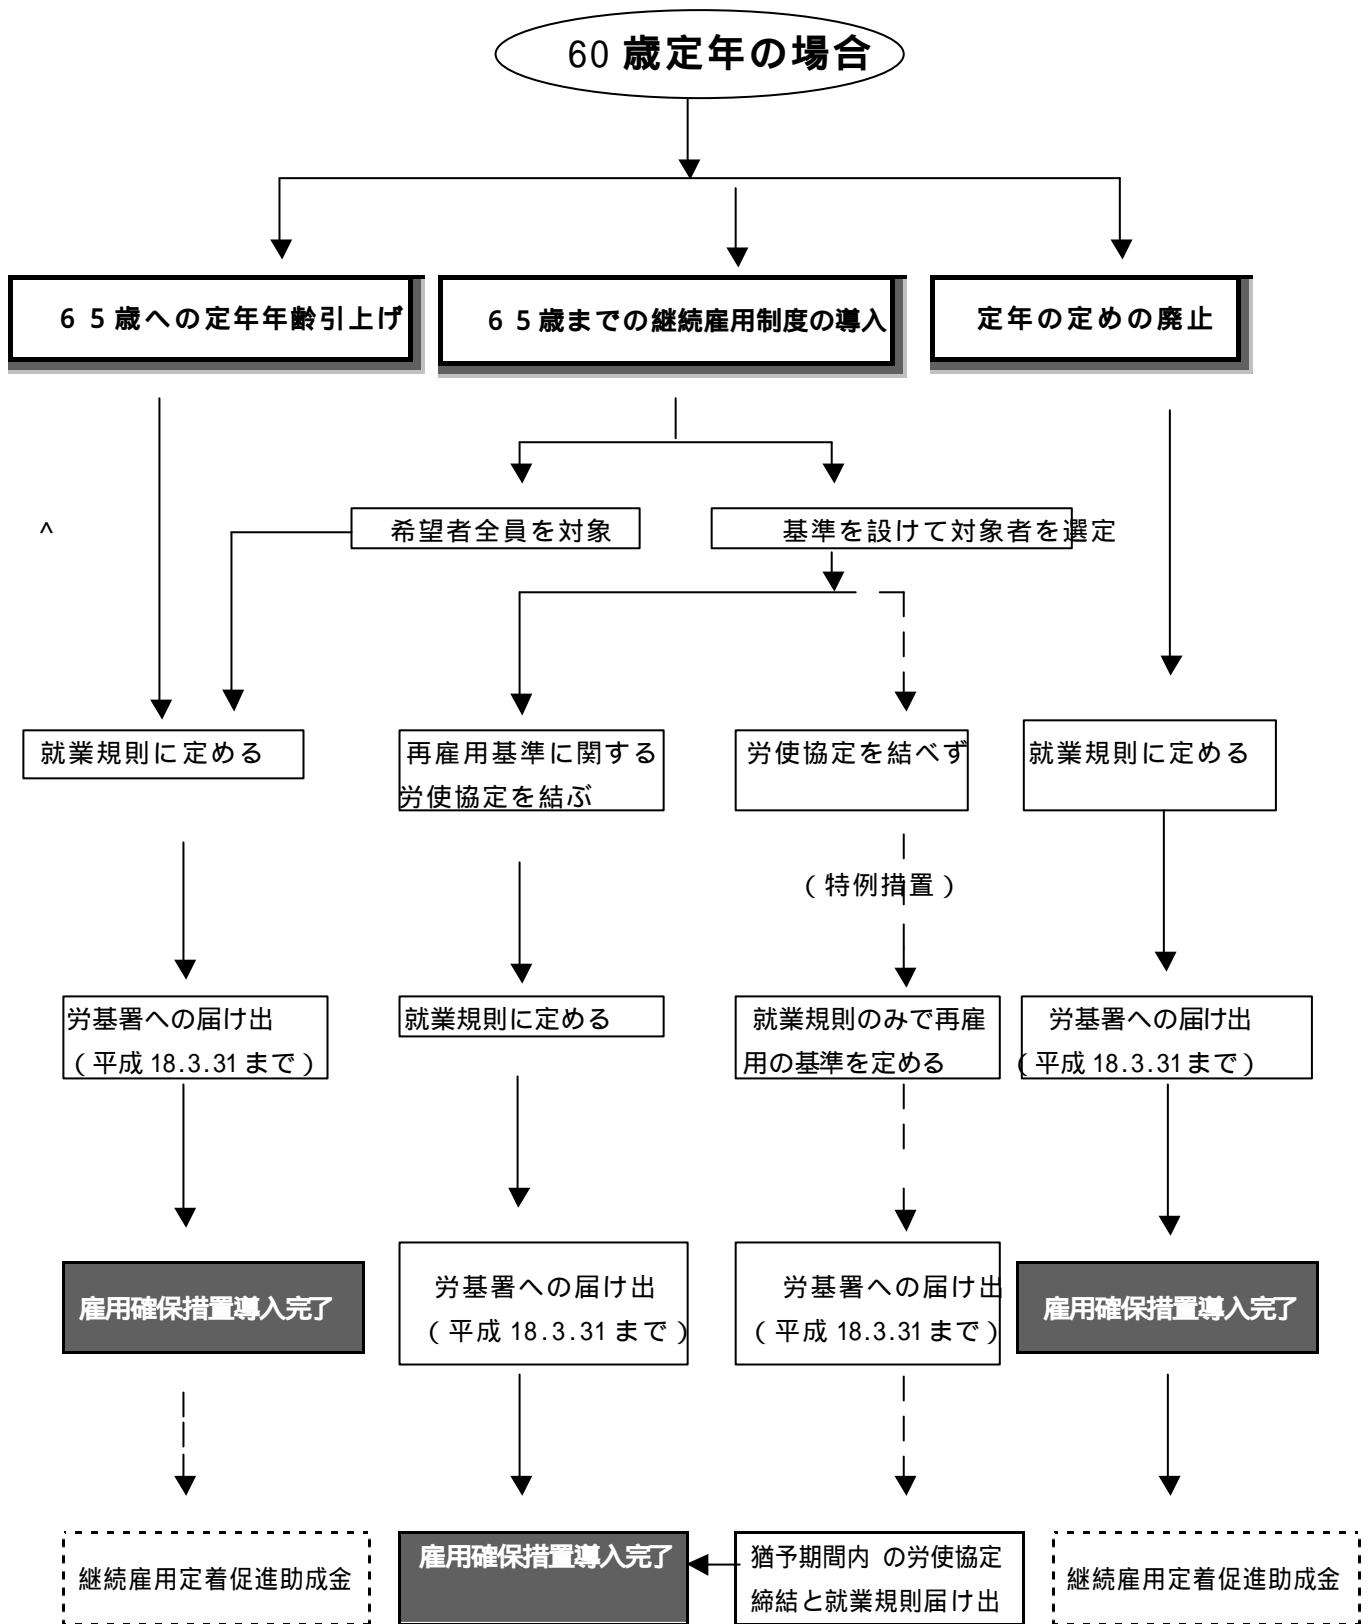 60 歳定年の場合
６５歳への定年年齢引上げ
６５歳までの継続雇用制度の導入
定年の定めの廃止
^
希望者全員を対象
基準を設けて対象者を選定
就業規則に定める
再雇用基準に関する
労使協定を結ぶ
労使協定を結べず
就業規則に定める
（特例措置）
労基署への届け出
（平成 18.3.31 まで）
就業規則に定める
就業規則のみで再雇
用の基準を定める
労基署への届け出
（平成 18.3.31 まで）
雇用確保措置導入完了
労基署への届け出
（平成 18.3.31 まで）
労基署への届け出
（平成 18.3.31 まで）
雇用確保措置導入完了
継続雇用定着促進助成金
雇用確保措置導入完了
猶予期間内 の労使協定
締結と就業規則届け出
継続雇用定着促進助成金